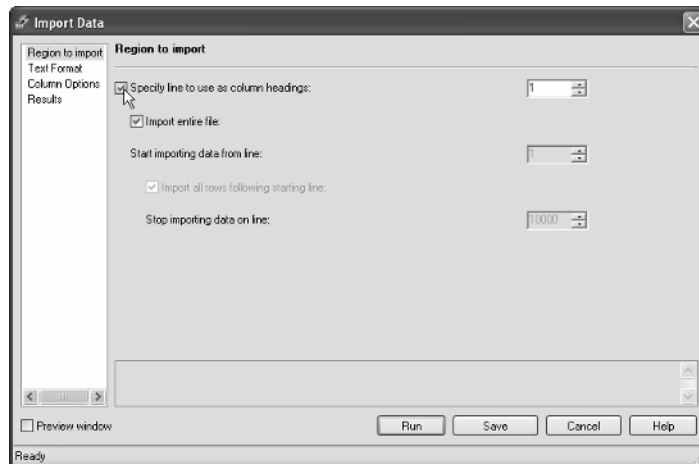 Import Data
Region to import
Text Format
Column Options
Results
Region to import
Specify line to use as column headings:
1
Import entire file:
Start importing data from line:
1
Import all rows following starting line:
Stop importing data on line:
10000
Preview window
Run
Save
Cancel
Help
Ready